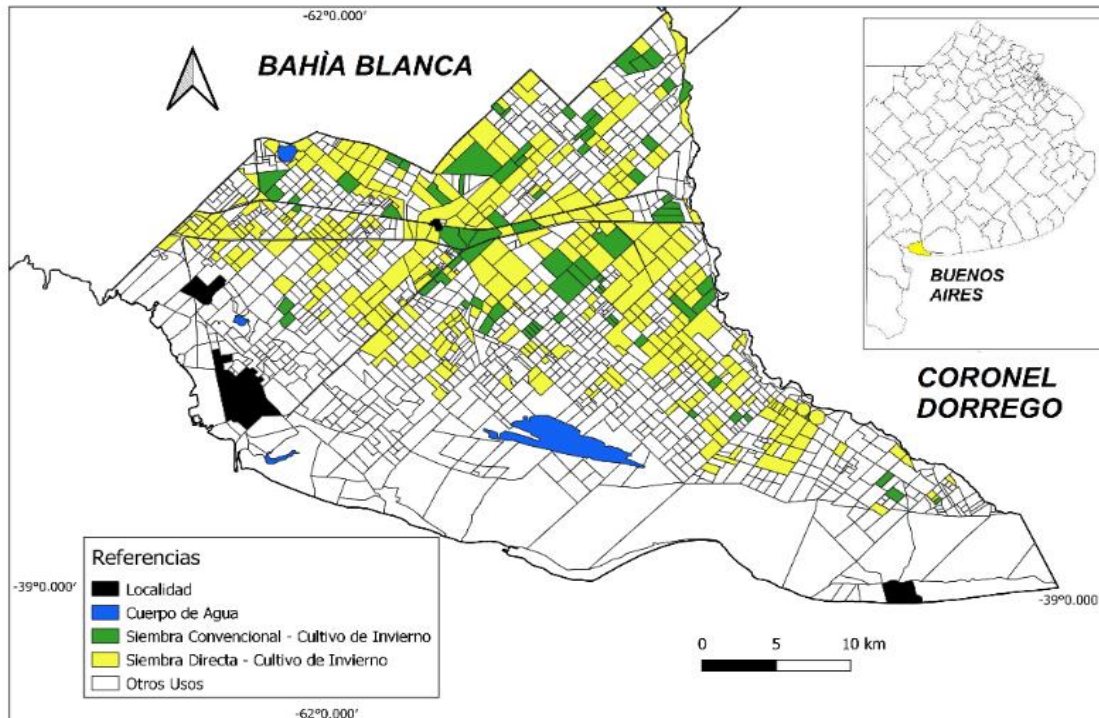 -62°0.000'
BAHÌA BLANCA
BUENOS
AIRES
CORONEL
DORREGO
Referencias
Localidad
Cuerpo de Agua
Siembra Convencional - Cultivo de Invierno
Siembra Directa - Cultivo de Invierno
Otros Usos
-39°0.000'
-39°0.000'
0 5 10 km
-62°0.000'